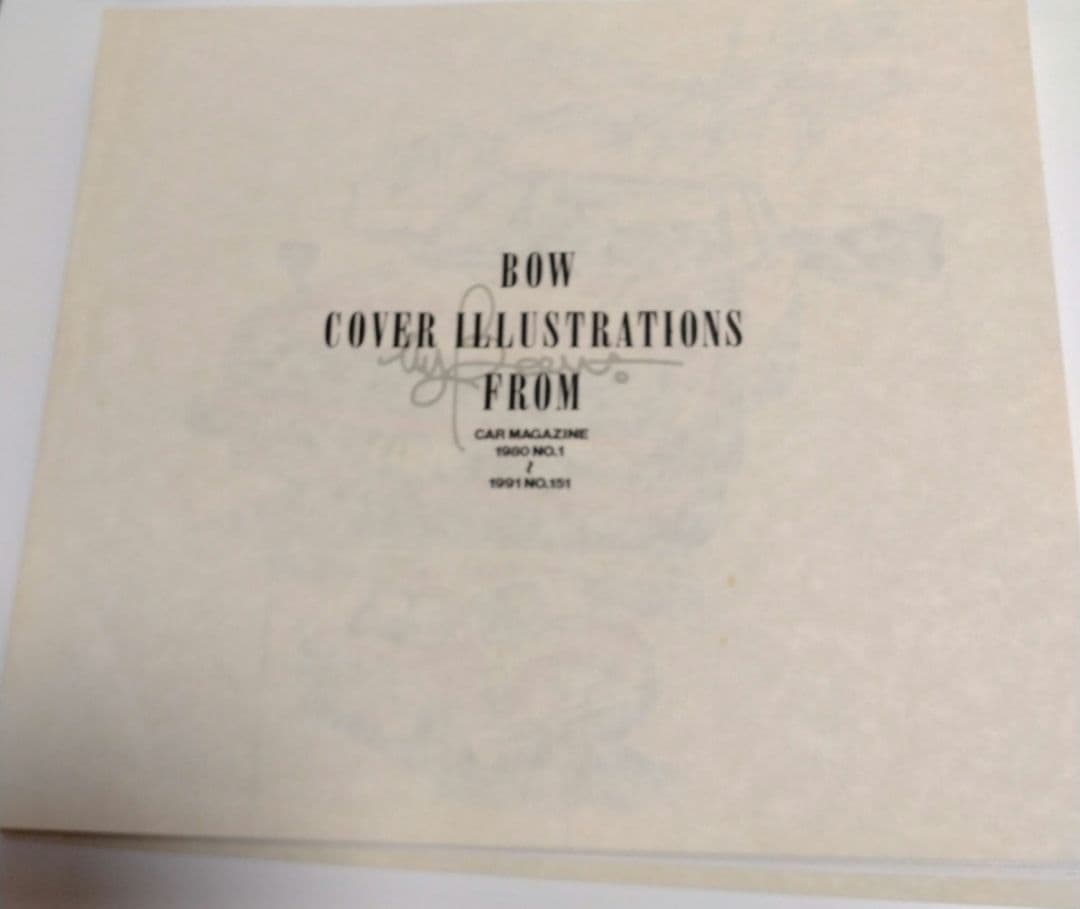 BOW
COVER ILLUSTRATIONS
FROM
CAR MAGAZINE
1980 NO.1
≀
1991 NO.151